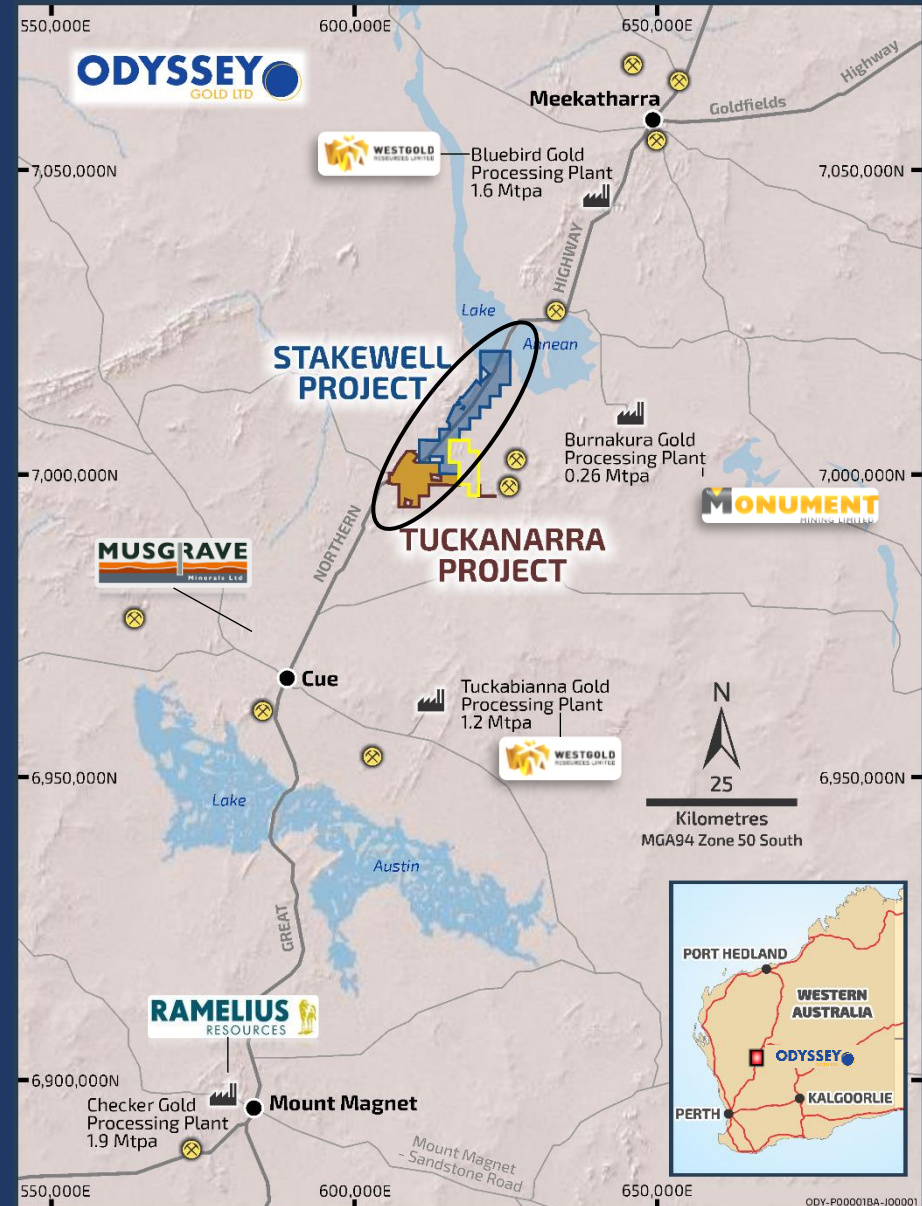 550,000E
600,000E
650,000E
ODYSSEY
GOLD LTD
Meekatharra
Goldfields
Highway
WESTGOLD
RESOURCES LIMITED
Bluebird Gold
Processing Plant
1.6 Mtpa
7,050,000N
7,050,000N
HIGHWAY
Lake
Annean
STAKEWELL
PROJECT
Burnakura Gold
Processing Plant
0.26 Mtpa
7,000,000N
7,000,000N
MONUMENT
MINING LIMITED
TUCKANARRA
PROJECT
NORTHERN
MUSGRAVE
Minerals Ltd
Cue
Tuckabianna Gold
Processing Plant
1.2 Mtpa
WESTGOLD
RESOURCES LIMITED
N
25
Kilometres
MGA94 Zone 50 South
6,950,000N
6,950,000N
Lake
Austin
GREAT
RAMELIUS
RESOURCES
PORT HEDLAND
WESTERN
AUSTRALIA
ODYSSEY
KALGOORLIE
PERTH
6,900,000N
Checker Gold
Processing Plant
1.9 Mtpa
Mount Magnet
Mount Magnet
- Sandstone Road
550,000E
600,000E
650,000E